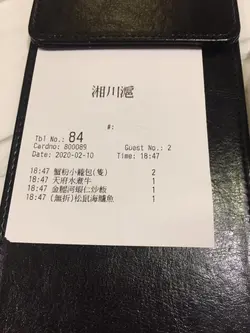 湘川滬
#:
Tbl No.: 84
Cardno: 800089 Guest No.: 2
Date: 2020-02-10 Time: 18:47
18:47 蟹粉小籠包(隻) 2
18:47 天府水煮牛 1
18:47 金腿河蝦仁炒飯 1
18:47 (無折)松鼠海鱸魚 1